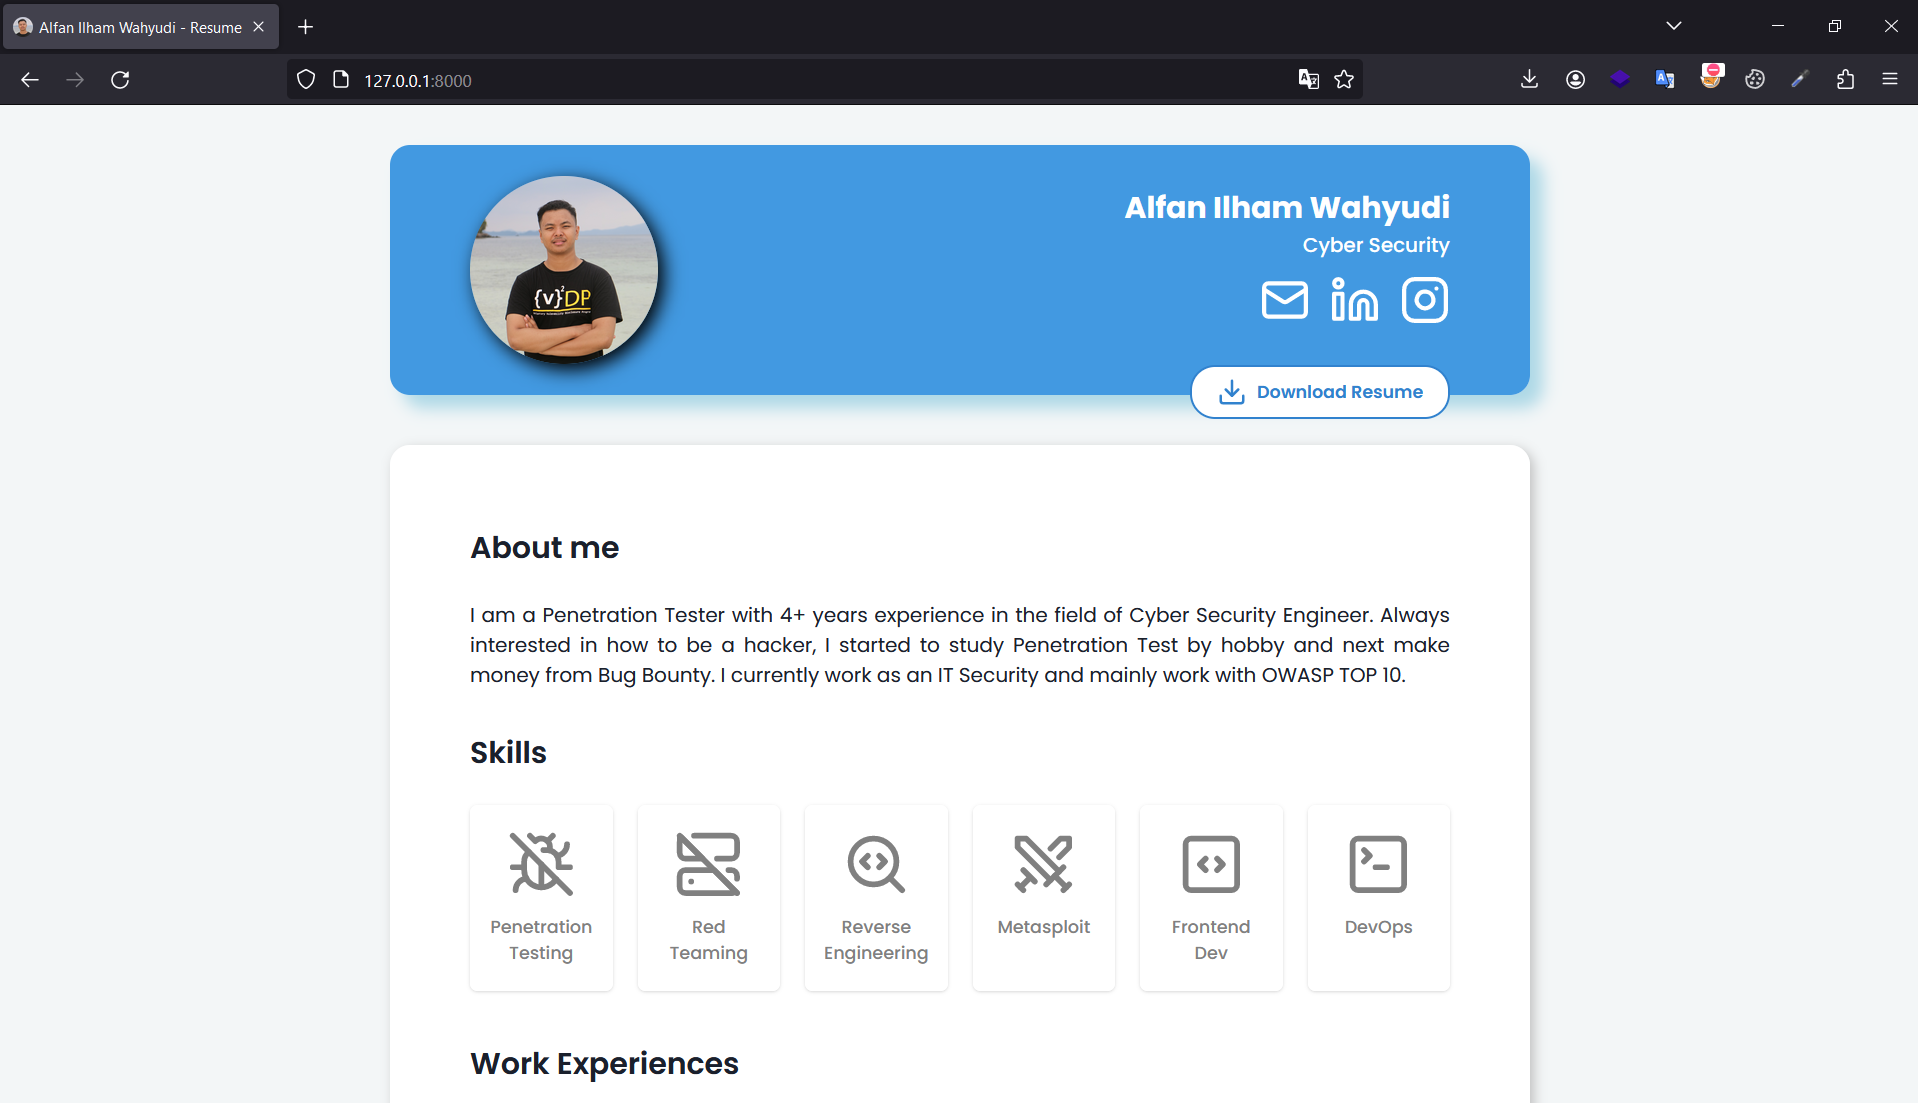 Alfan Ilham Wahyudi - Resume
127.0.0.1:8000
{v}²DP
Alfan Ilham Wahyudi
Cyber Security
Download Resume
About me
I am a Penetration Tester with 4+ years experience in the field of Cyber Security Engineer. Always
interested in how to be a hacker, I started to study Penetration Test by hobby and next make
money from Bug Bounty. I currently work as an IT Security and mainly work with OWASP TOP 10.
Skills
Penetration
Testing
Red
Teaming
Reverse
Engineering
Metasploit
Frontend
Dev
DevOps
Work Experiences